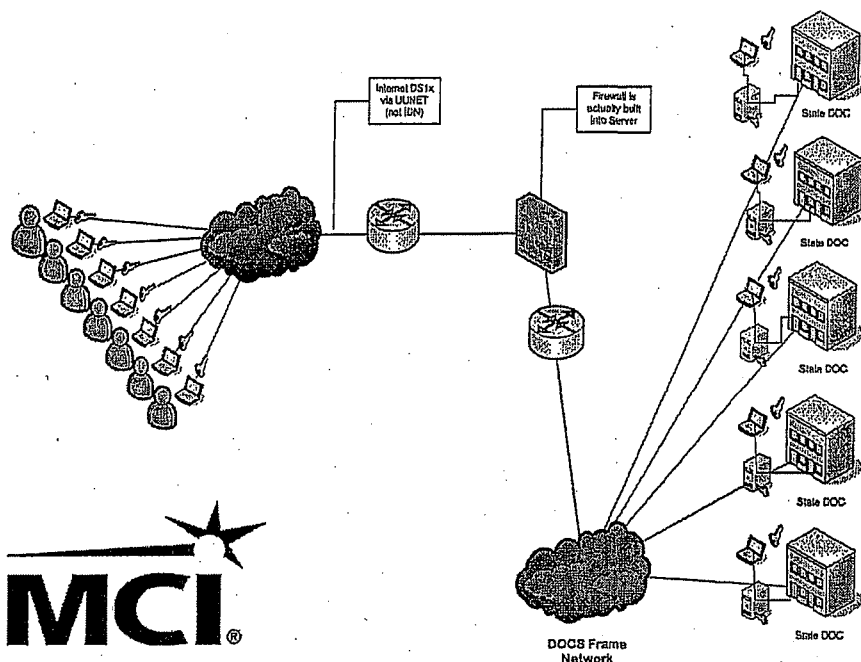 Internet DS1x
via UUNET
(not IDN)
Firewall is
actually built
into Server
State DOC
State DOC
State DOC
State DOC
State DOC
DOCS Frame
Network
MCI®